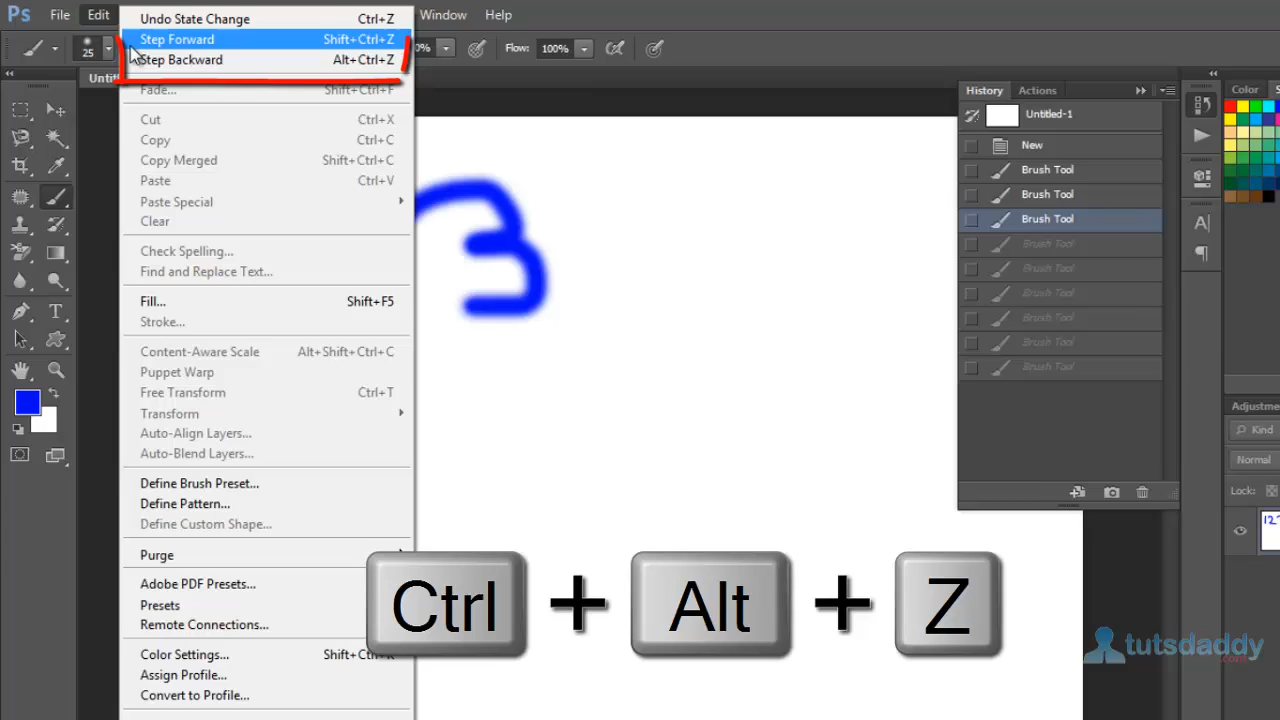 Ps File Edit Window Help
Undo State Change Ctrl+Z
Step Forward Shift+Ctrl+Z
Step Backward Alt+Ctrl+Z
Fade... Shift+Ctrl+F
Cut Ctrl+X
Copy Ctrl+C
Copy Merged Shift+Ctrl+C
Paste Ctrl+V
Paste Special
Clear
Check Spelling...
Find and Replace Text...
Fill... Shift+F5
Stroke...
Content-Aware Scale Alt+Shift+Ctrl+C
Puppet Warp
Free Transform Ctrl+T
Transform
Auto-Align Layers...
Auto-Blend Layers...
Define Brush Preset...
Define Pattern...
Define Custom Shape...
Purge
Adobe PDF Presets...
Presets
Remote Connections...
Color Settings... Shift+Ctrl+K
Assign Profile...
Convert to Profile...
25
0% Flow: 100%
Untit
3
History Actions
Untitled-1
New
Brush Tool
Brush Tool
Brush Tool
Brush Tool
Brush Tool
Brush Tool
Brush Tool
Brush Tool
Brush Tool
Color S
Adjustme
Kind
Normal
Lock:
Ctrl + Alt + Z
tutsdaddy
.com